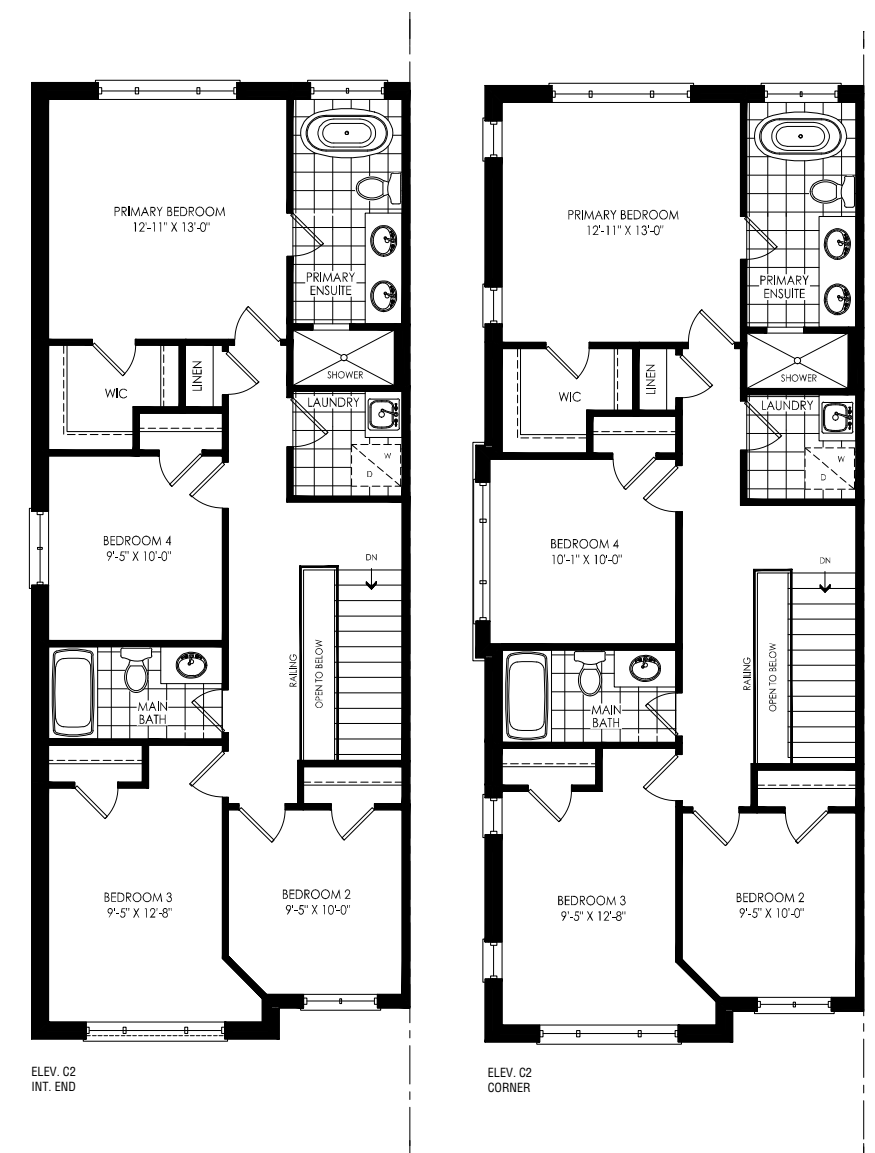 PRIMARY BEDROOM
12'-11" X 13'-0"
PRIMARY
ENSUITE
SHOWER
LINEN
WIC
LAUNDRY
W
D
BEDROOM 4
9'-5" X 10'-0"
DN
RAILING
OPEN TO BELOW
MAIN
BATH
BEDROOM 3
9'-5" X 12'-8"
BEDROOM 2
9'-5" X 10'-0"
ELEV. C2
INT. END
PRIMARY BEDROOM
12'-11" X 13'-0"
PRIMARY
ENSUITE
SHOWER
LINEN
WIC
LAUNDRY
W
D
BEDROOM 4
10'-1" X 10'-0"
DN
RAILING
OPEN TO BELOW
MAIN
BATH
BEDROOM 3
9'-5" X 12'-8"
BEDROOM 2
9'-5" X 10'-0"
ELEV. C2
CORNER